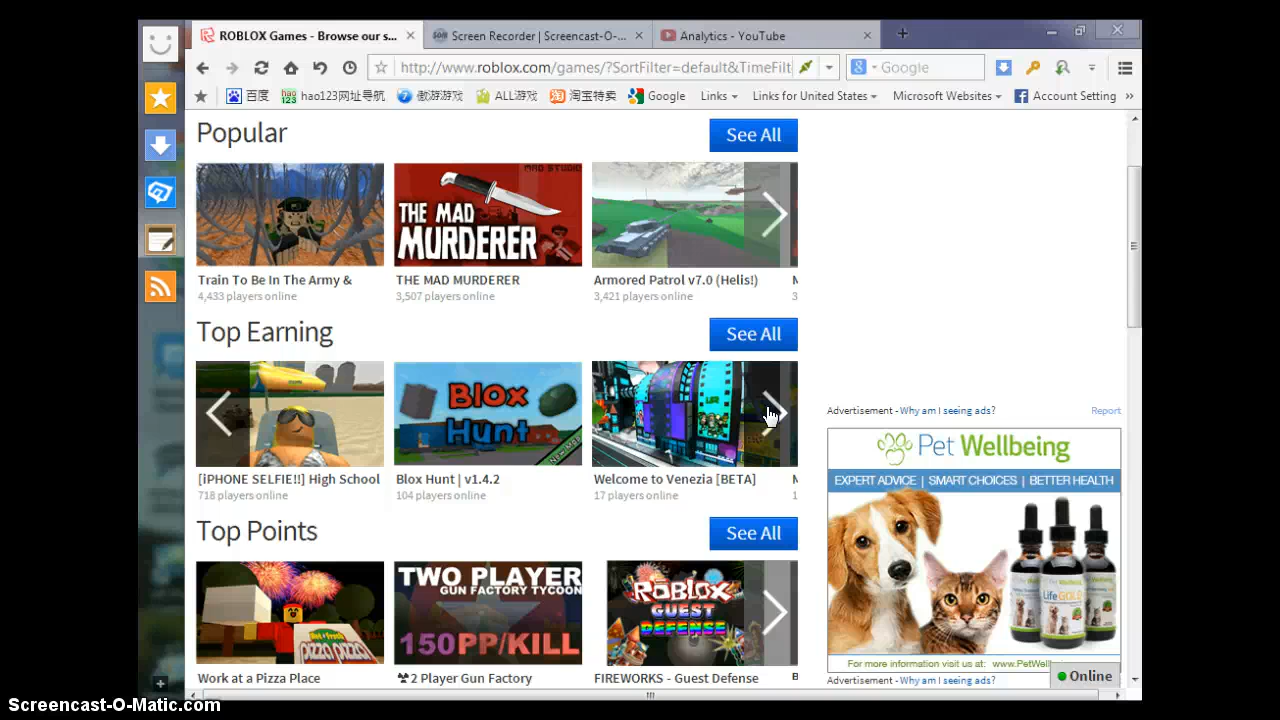 ROBLOX Games - Browse our s...
Screen Recorder | Screencast-O-...
Analytics - YouTube
http://www.roblox.com/games/?SortFilter=default&TimeFilt
Google
百度
hao123网址导航
傲游游戏
ALL游戏
淘宝特卖
Google
Links
Links for United States
Microsoft Websites
Account Setting
Popular
See All
MAD STUDIO
THE MAD
MURDERER
Train To Be In The Army &
THE MAD MURDERER
Armored Patrol v7.0 (Helis!)
4,433 players online
3,507 players online
3,421 players online
Top Earning
See All
Blox
Hunt
Advertisement - Why am I seeing ads?
Report
Pet Wellbeing
EXPERT ADVICE | SMART CHOICES | BETTER HEALTH
[iPHONE SELFIE!!] High School
Blox Hunt | v1.4.2
Welcome to Venezia [BETA]
718 players online
104 players online
17 players online
Top Points
See All
TWO PLAYER
GUN FACTORY TYCOON
150PP/KILL
ROBLOX
GUEST
DEFENSE
Hot n Fresh
pizza pizza
Life GOLD
For more information visit us at: www.PetWell
Work at a Pizza Place
2 Player Gun Factory
FIREWORKS - Guest Defense
Advertisement - Why am I seeing ads?
Online
Screencast-O-Matic.com